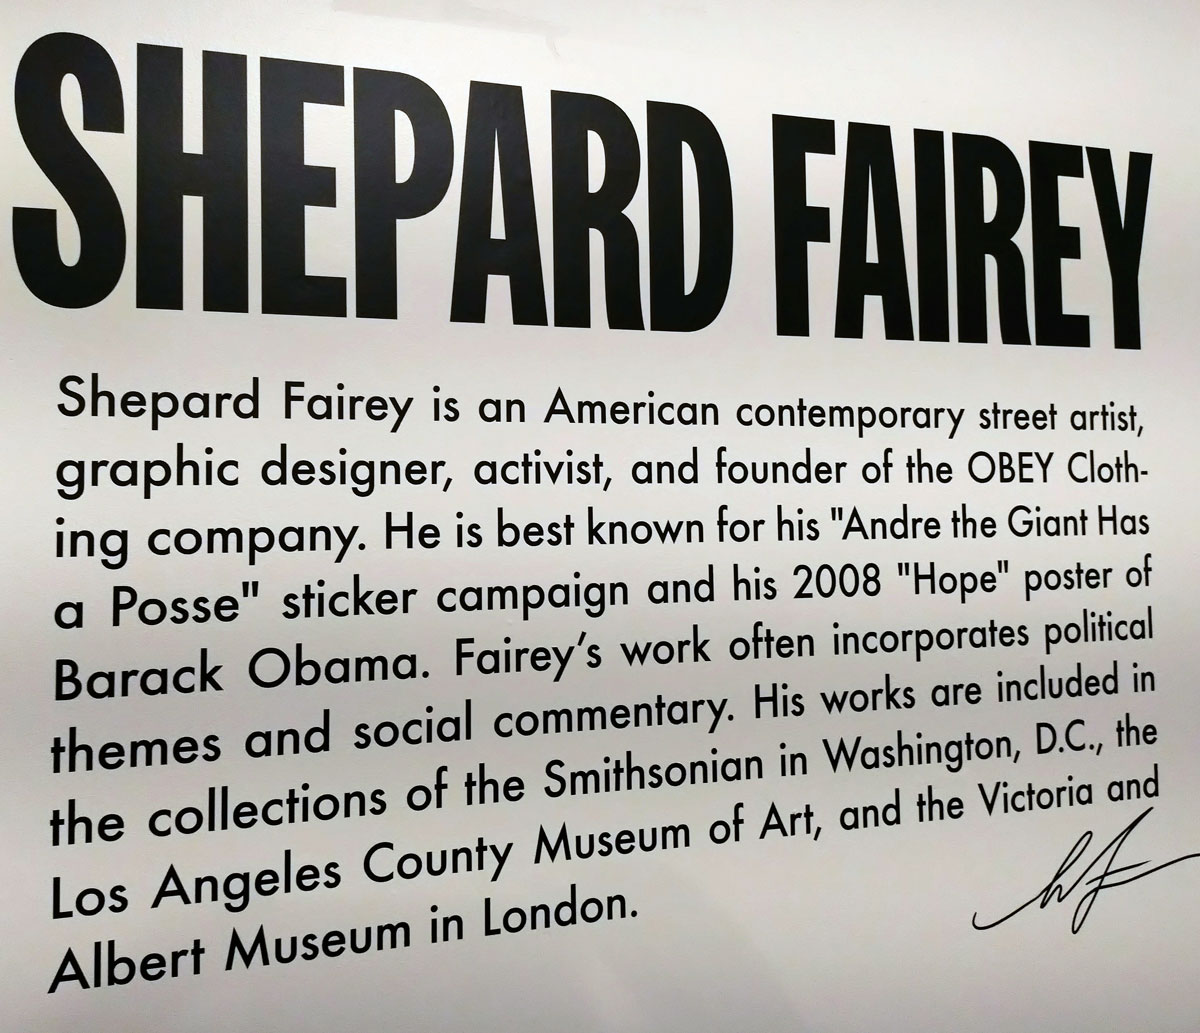 SHEPARD FAIREY
Shepard Fairey is an American contemporary street artist,
graphic designer, activist, and founder of the OBEY Cloth-
ing company. He is best known for his "Andre the Giant Has
a Posse" sticker campaign and his 2008 "Hope" poster of
Barack Obama. Fairey’s work often incorporates political
themes and social commentary. His works are included in
the collections of the Smithsonian in Washington, D.C., the
Los Angeles County Museum of Art, and the Victoria and
Albert Museum in London.